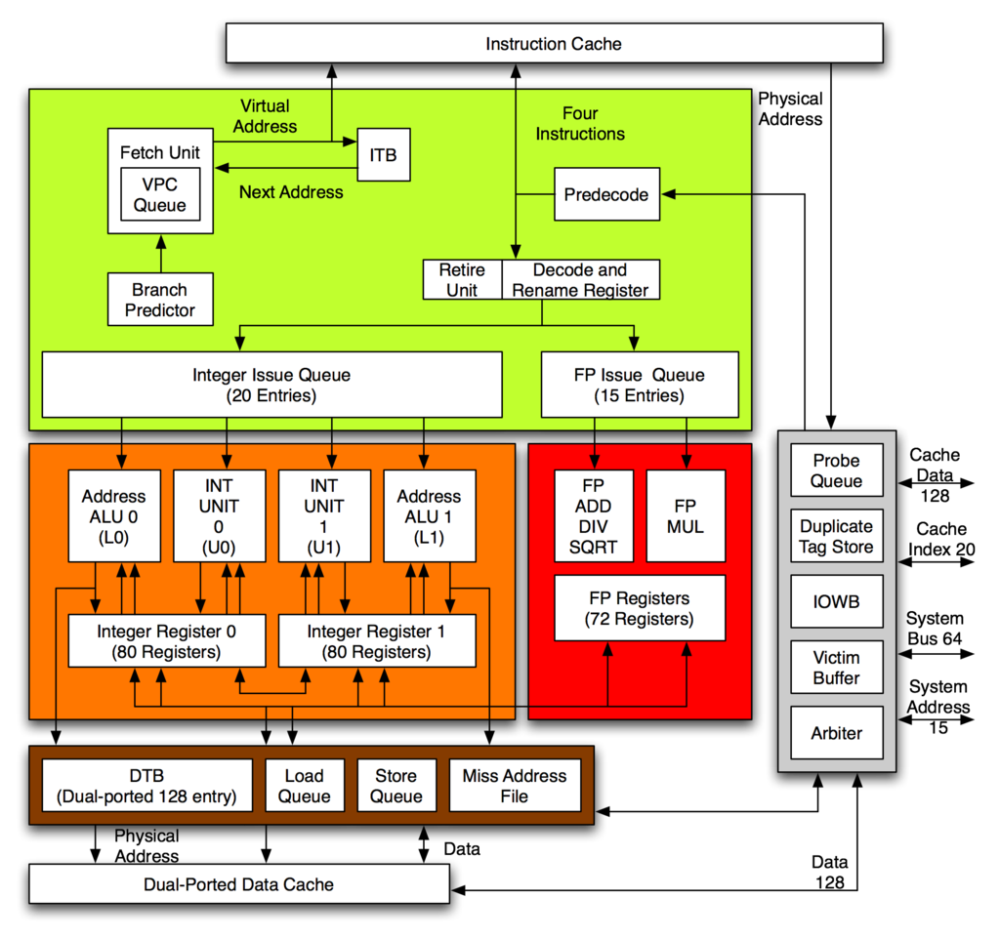 Instruction Cache
Virtual
Address
Four
Instructions
Physical
Address
Fetch Unit
VPC
Queue
ITB
Next Address
Predecode
Branch
Predictor
Retire
Unit
Decode and
Rename Register
Integer Issue Queue
(20 Entries)
FP Issue Queue
(15 Entries)
Address
ALU 0
(L0)
INT
UNIT
0
(U0)
INT
UNIT
1
(U1)
Address
ALU 1
(L1)
FP
ADD
DIV
SQRT
FP
MUL
Integer Register 0
(80 Registers)
Integer Register 1
(80 Registers)
FP Registers
(72 Registers)
Probe
Queue
Duplicate
Tag Store
IOWB
Victim
Buffer
Arbiter
Cache
Data
128
Cache
Index 20
System
Bus 64
System
Address
15
DTB
(Dual-ported 128 entry)
Load
Queue
Store
Queue
Miss Address
File
Physical
Address
Data
Dual-Ported Data Cache
Data
128